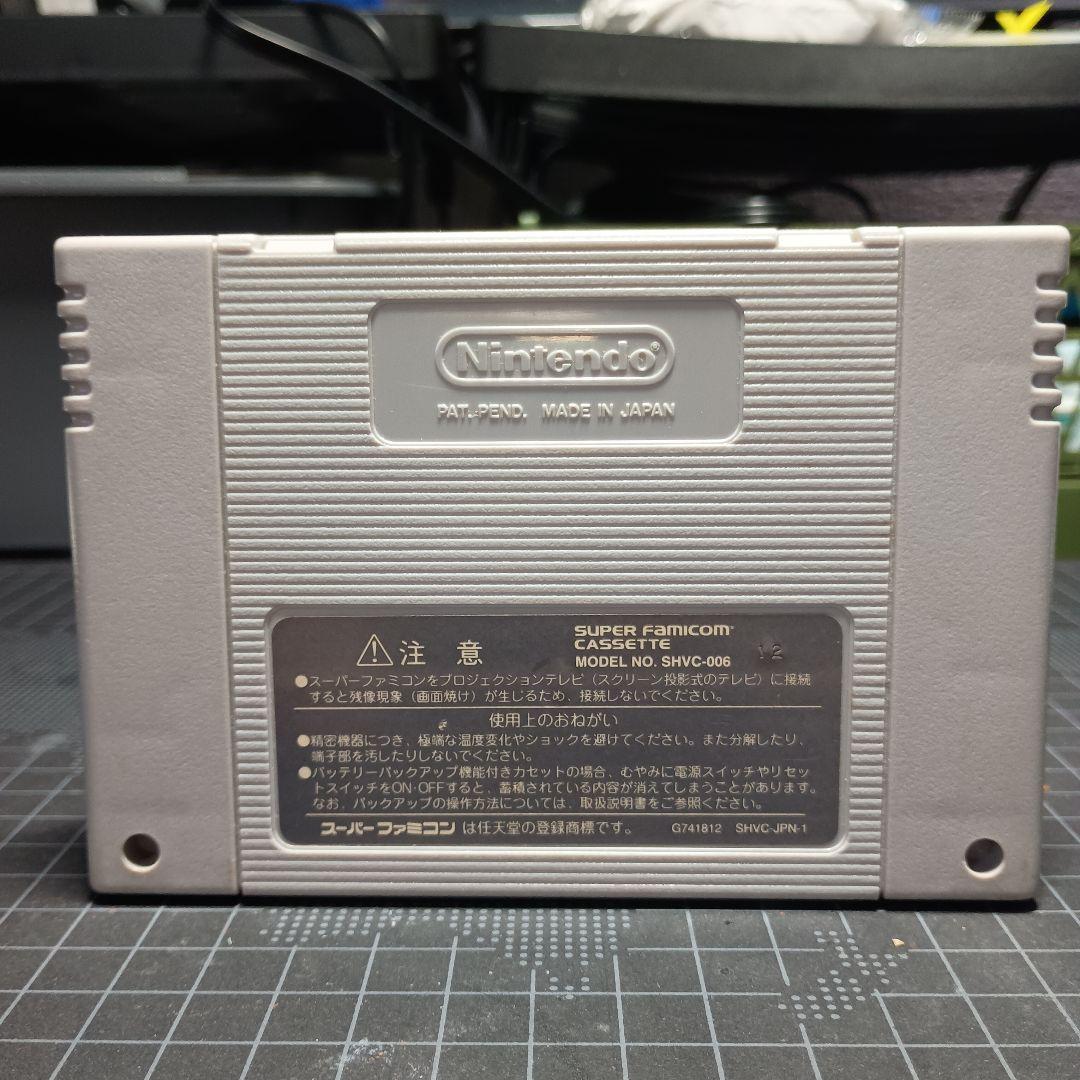 Nintendo®
PAT. PEND. MADE IN JAPAN
⚠注意
SUPER FAMICOM
CASSETTE
MODEL NO. SHVC-006
12
●スーパーファミコンをプロジェクションテレビ（スクリーン投影式のテレビ）に接続
すると残像現象（画面焼け）が生じるため、接続しないでください。
使用上のおねがい
●精密機器につき、極端な温度変化やショックを避けてください。また分解したり、
端子部を汚したりしないでください。
●バッテリーバックアップ機能付きカセットの場合、むやみに電源スイッチやリセッ
トスイッチをON・OFFすると、蓄積されている内容が消えてしまうことがあります。
なお、バックアップの操作方法については、取扱説明書をご参照ください。
スーパーファミコンは任天堂の登録商標です。
G741812 SHVC-JPN-1